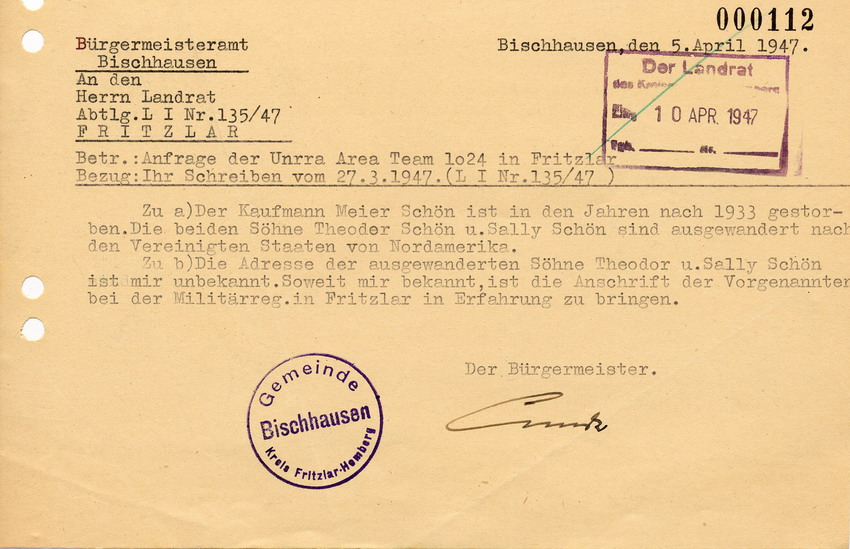 000112
Bürgermeisteramt
Bischhausen
Bischhausen,den 5.April 1947.
An den
Herrn Landrat
Abtlg.L I Nr.135/47
F R I T Z L A R
Der Landrat
des Kreises
Eing. 10 APR. 1947
Tgb. Nr.
Betr.:Anfrage der Unrra Area Team 1o24 in Fritzlar
Bezug:Ihr Schreiben vom 27.3.1947.(L I Nr.135/47 )
Zu a)Der Kaufmann Meier Schön ist in den Jahren nach 1933 gestor-
ben.Die beiden Söhne Theodor Schön u.Sally Schön sind ausgewandert nach
den Vereinigten Staaten von Nordamerika.
Zu b)Die Adresse der ausgewanderten Söhne Theodor u.Sally Schön
ist mir unbekannt.Soweit mir bekannt,ist die Anschrift der Vorgenannten
bei der Militärreg.in Fritzlar in Erfahrung zu bringen.
Der Bürgermeister.
Gemeinde
Bischhausen
Kreis Fritzlar-Homberg